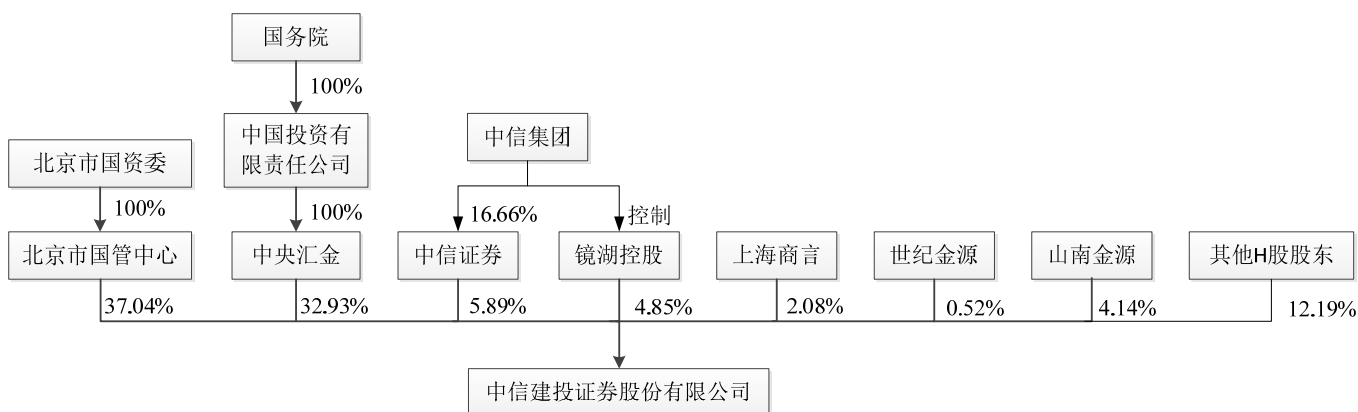 国务院
100%
中国投资有
限责任公司
中信集团
北京市国资委
100%
100%
16.66%
控制
北京市国管中心
中央汇金
中信证券
镜湖控股
上海商言
世纪金源
山南金源
其他H股股东
37.04%
32.93%
5.89%
4.85%
2.08%
0.52%
4.14%
12.19%
中信建投证券股份有限公司